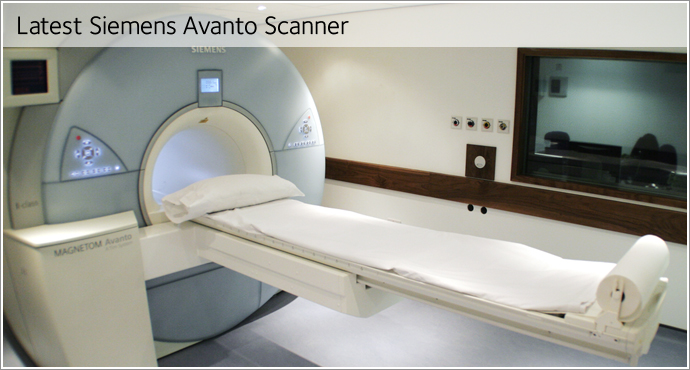 Latest Siemens Avanto Scanner
SIEMENS
MAGNETOM Avanto